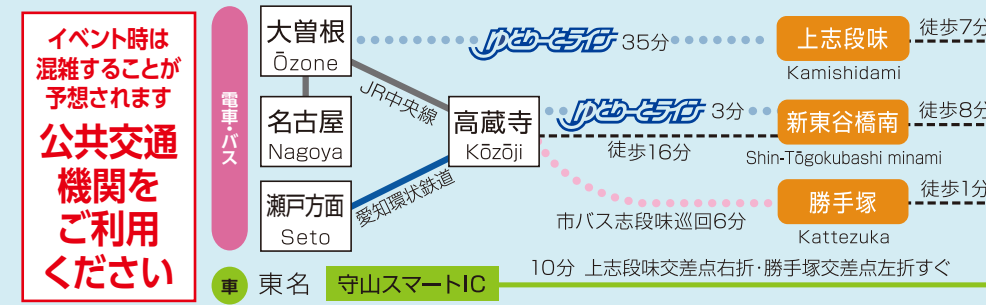 イベント時は
混雑することが
予想されます
公共交通
機関を
ご利用
ください
電車・バス
大曽根
Ōzone
名古屋
Nagoya
瀬戸方面
Seto
JR中央線
愛知環状鉄道
高蔵寺
Kōzōji
ゆとりーとライン 35分
上志段味
Kamishidami
徒歩7分
ゆとりーとライン 3分
徒歩16分
新東谷橋南
Shin-Tōgokubashi minami
徒歩8分
市バス志段味巡回6分
勝手塚
Kattezuka
徒歩1分
車 東名 守山スマートIC 10分 上志段味交差点右折・勝手塚交差点左折すぐ